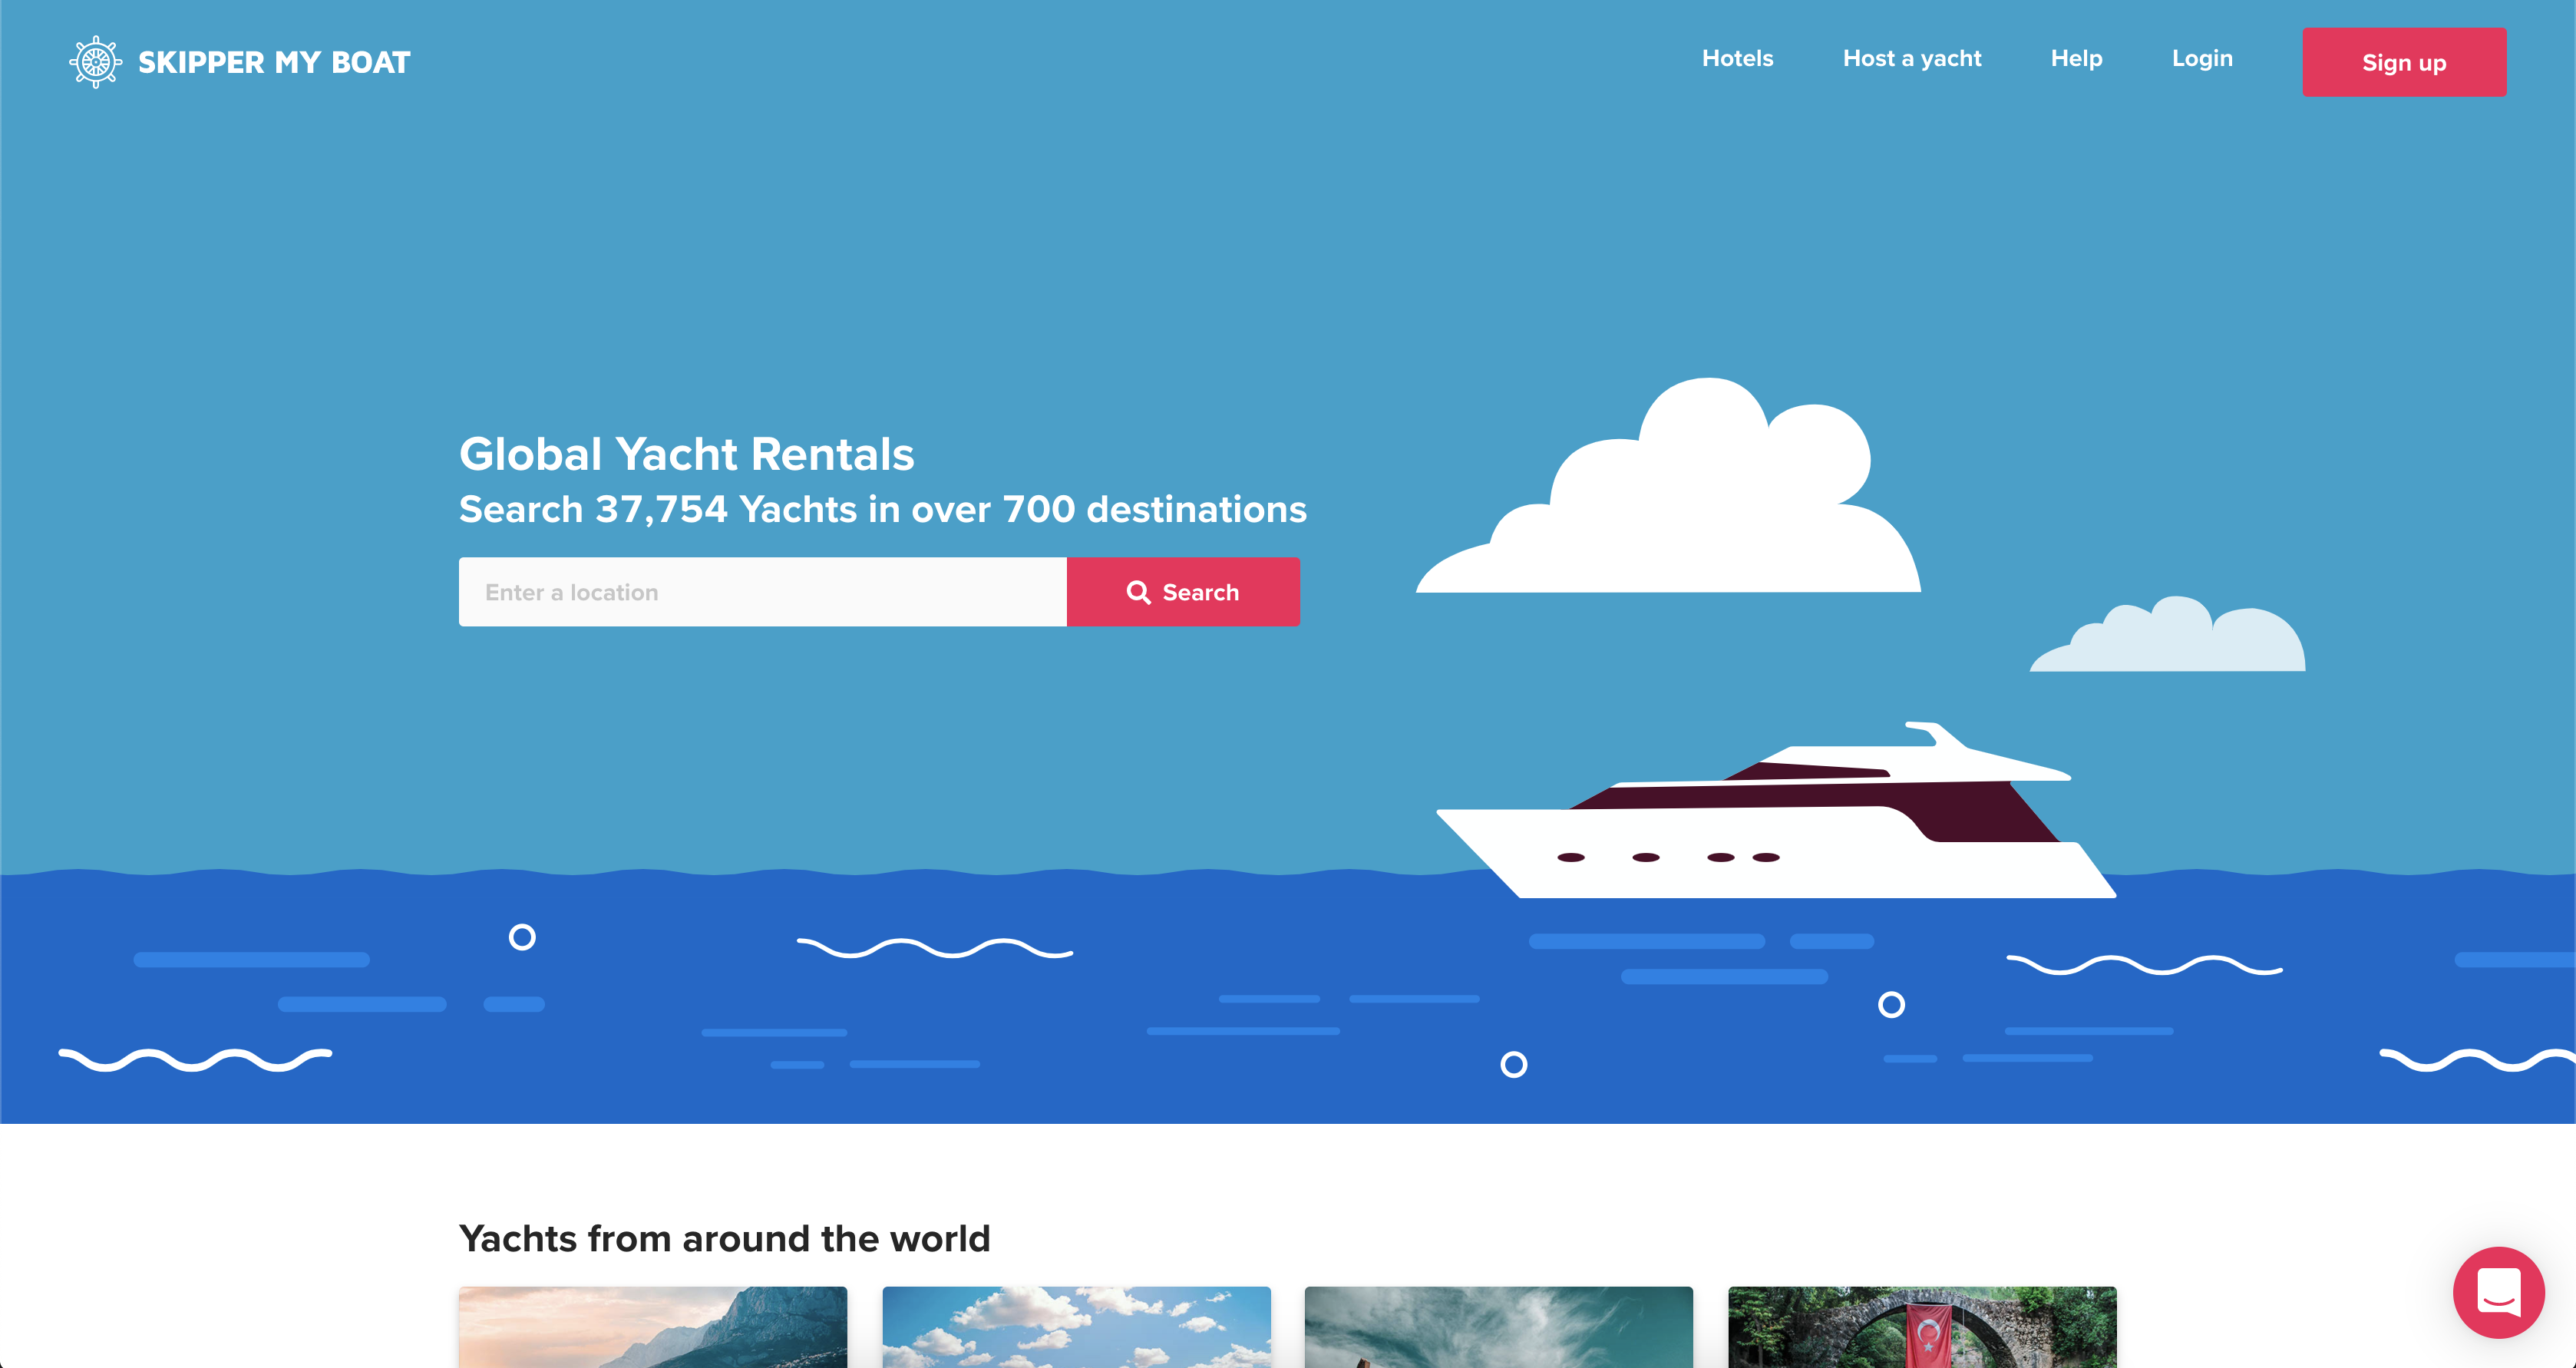 SKIPPER MY BOAT
Hotels
Host a yacht
Help
Login
Sign up
Global Yacht Rentals
Search 37,754 Yachts in over 700 destinations
Enter a location
Search
Yachts from around the world